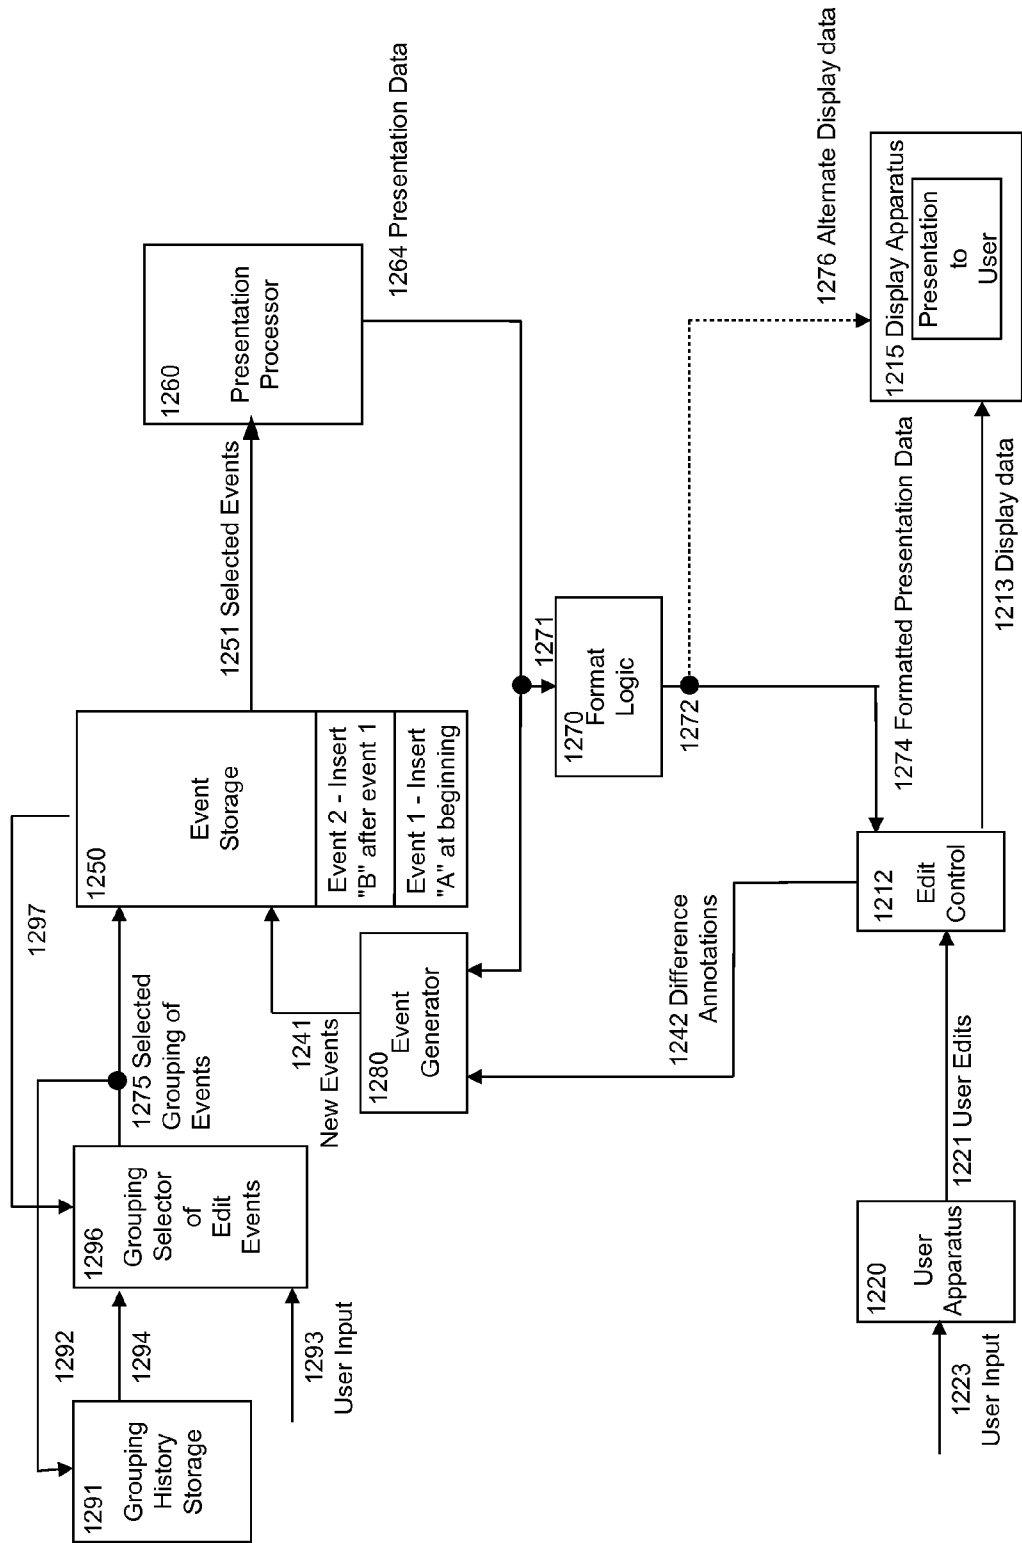 1291
Grouping
History
Storage
1292
1294
1293
User Input
1296
Grouping
Selector
of
Edit
Events
1297
1275 Selected
Grouping of
Events
1241
New Events
1280
Event
Generator
1250
Event
Storage
Event 2 - Insert
"B" after event 1
Event 1 - Insert
"A" at beginning
1251 Selected Events
1260
Presentation
Processor
1264 Presentation Data
1271
1270
Format
Logic
1272
1276 Alternate Display data
1242 Difference
Annotations
1274 Formatted Presentation Data
1223
User Input
1220
User
Apparatus
1221 User Edits
1212
Edit
Control
1213 Display data
1215 Display Apparatus
Presentation
to
User